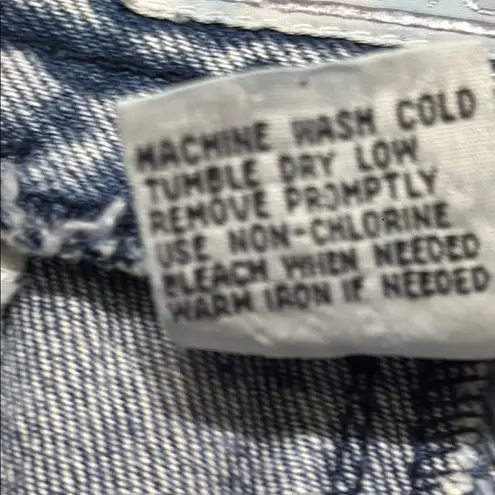 MACHINE WASH COLD
TUMBLE DRY LOW
REMOVE PROMPTLY
USE NON-CHLORINE
BLEACH WHEN NEEDED
WARM IRON IF NEEDED